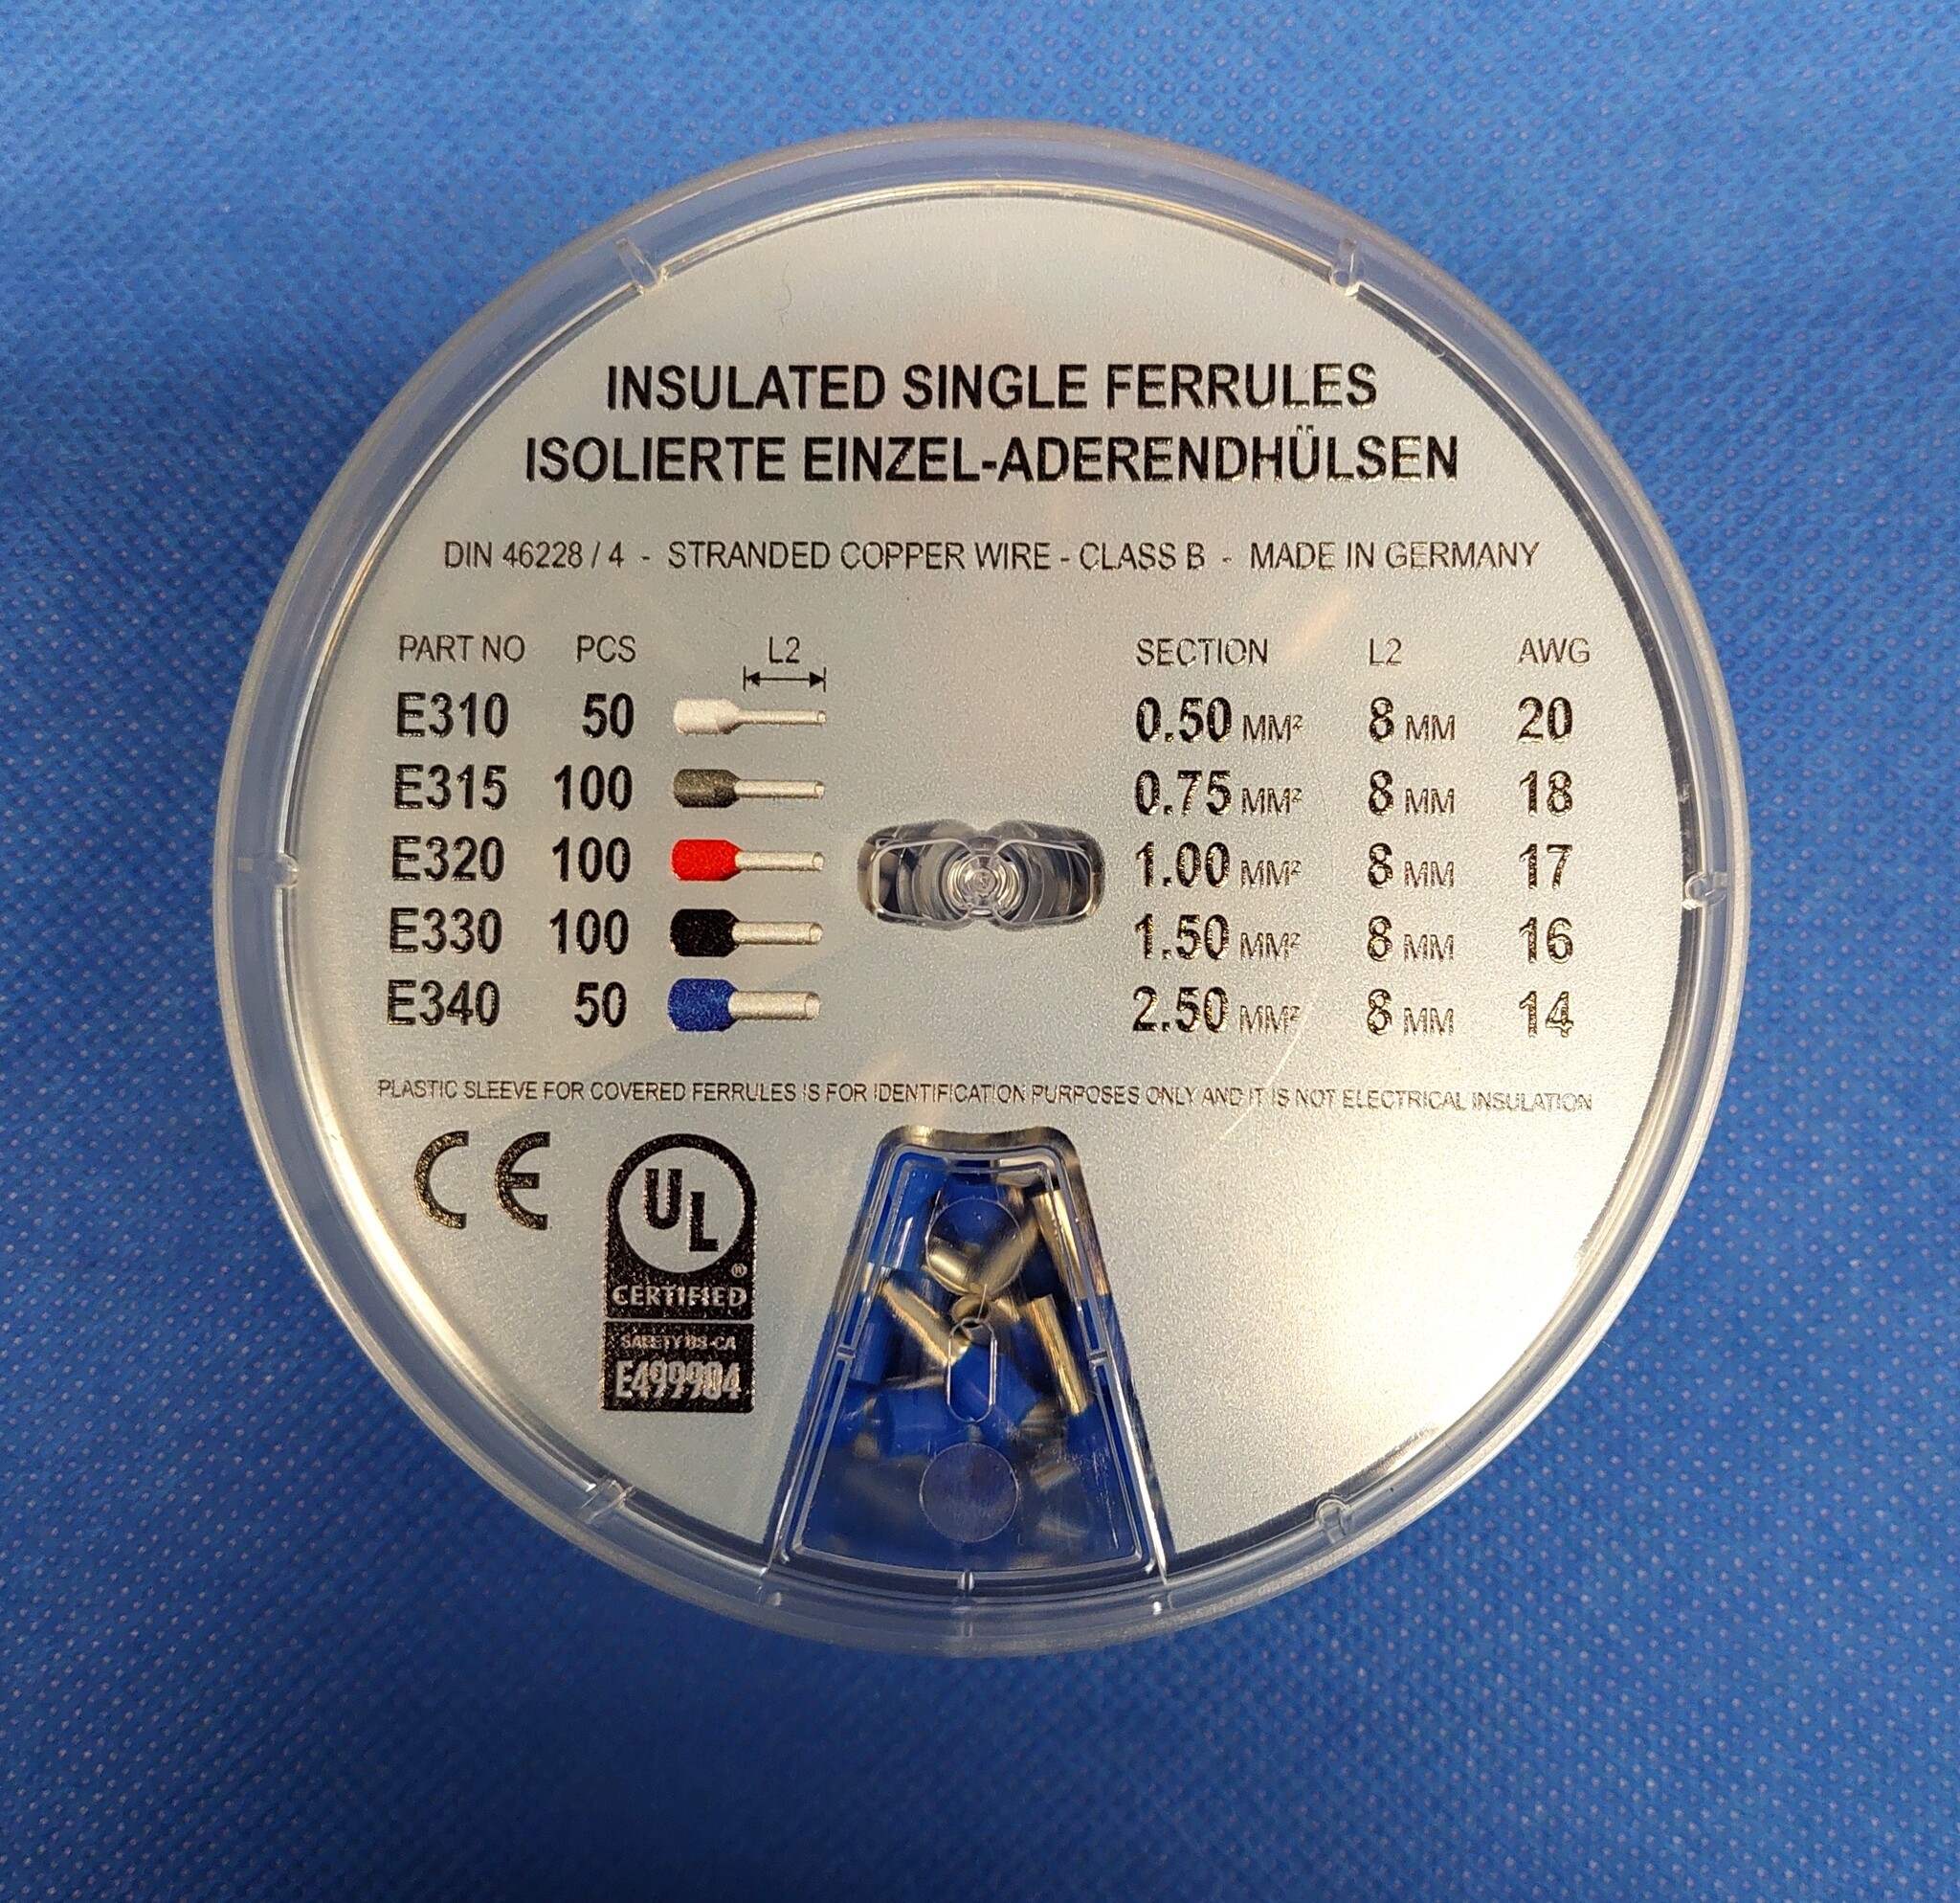 INSULATED SINGLE FERRULES
ISOLIERTE EINZEL-ADERENDHÜLSEN
DIN 46228 / 4 - STRANDED COPPER WIRE - CLASS B - MADE IN GERMANY
PART NO PCS L2 SECTION L2 AWG
E310 50 0.50 MM² 8 MM 20
E315 100 0.75 MM² 8 MM 18
E320 100 1.00 MM² 8 MM 17
E330 100 1.50 MM² 8 MM 16
E340 50 2.50 MM² 8 MM 14
PLASTIC SLEEVE FOR COVERED FERRULES IS FOR IDENTIFICATION PURPOSES ONLY AND IT IS NOT ELECTRICAL INSULATION
CE
UL
®
CERTIFIED
SAFETY US-CA
E499904